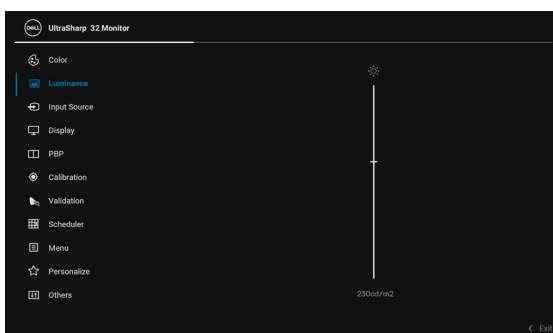 DELL UltraSharp 32 Monitor
Color
Luminance
Input Source
Display
PBP
Calibration
Validation
Scheduler
Menu
Personalize
Others
230cd/m2
< Exit